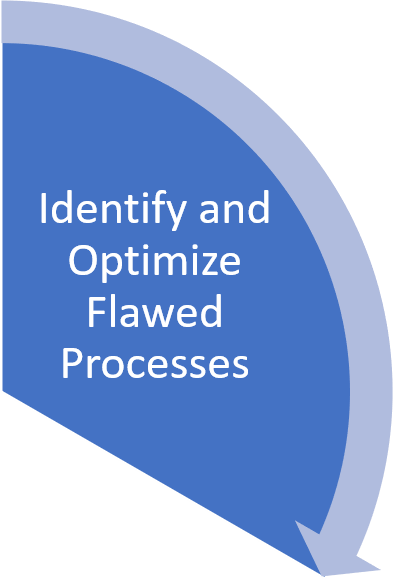 Identify and
Optimize
Flawed
Processes